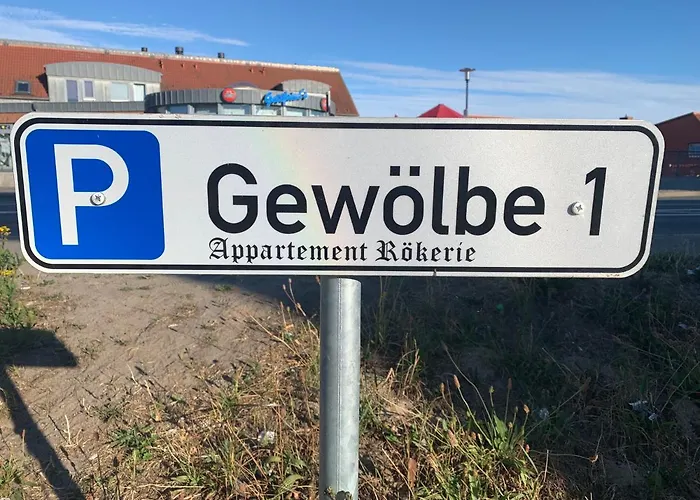 P Gewölbe 1
Appartement Rökerie